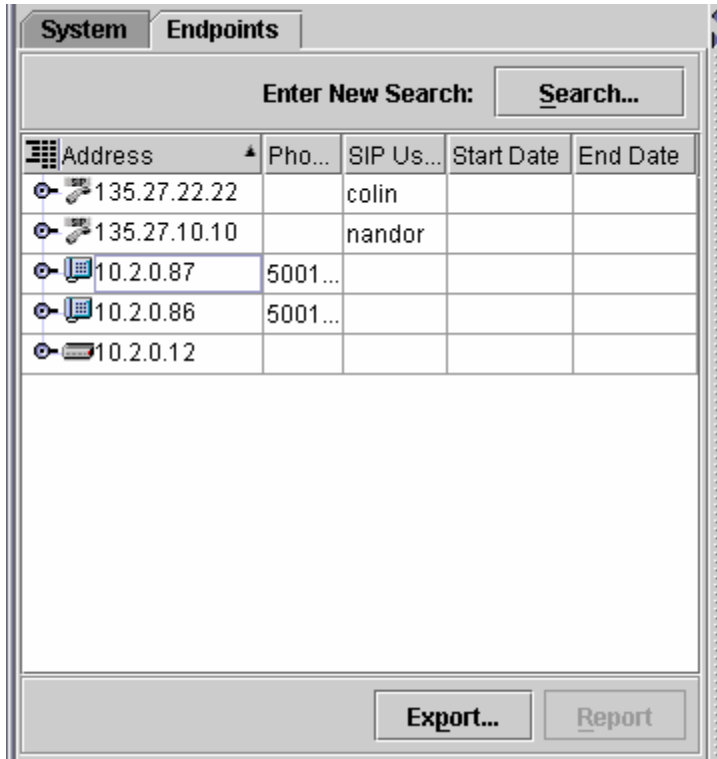 System Endpoints
Enter New Search: Search...
Address Pho... SIP Us... Start Date End Date
135.27.22.22 colin
135.27.10.10 nandor
10.2.0.87 5001...
10.2.0.86 5001...
10.2.0.12
Export... Report